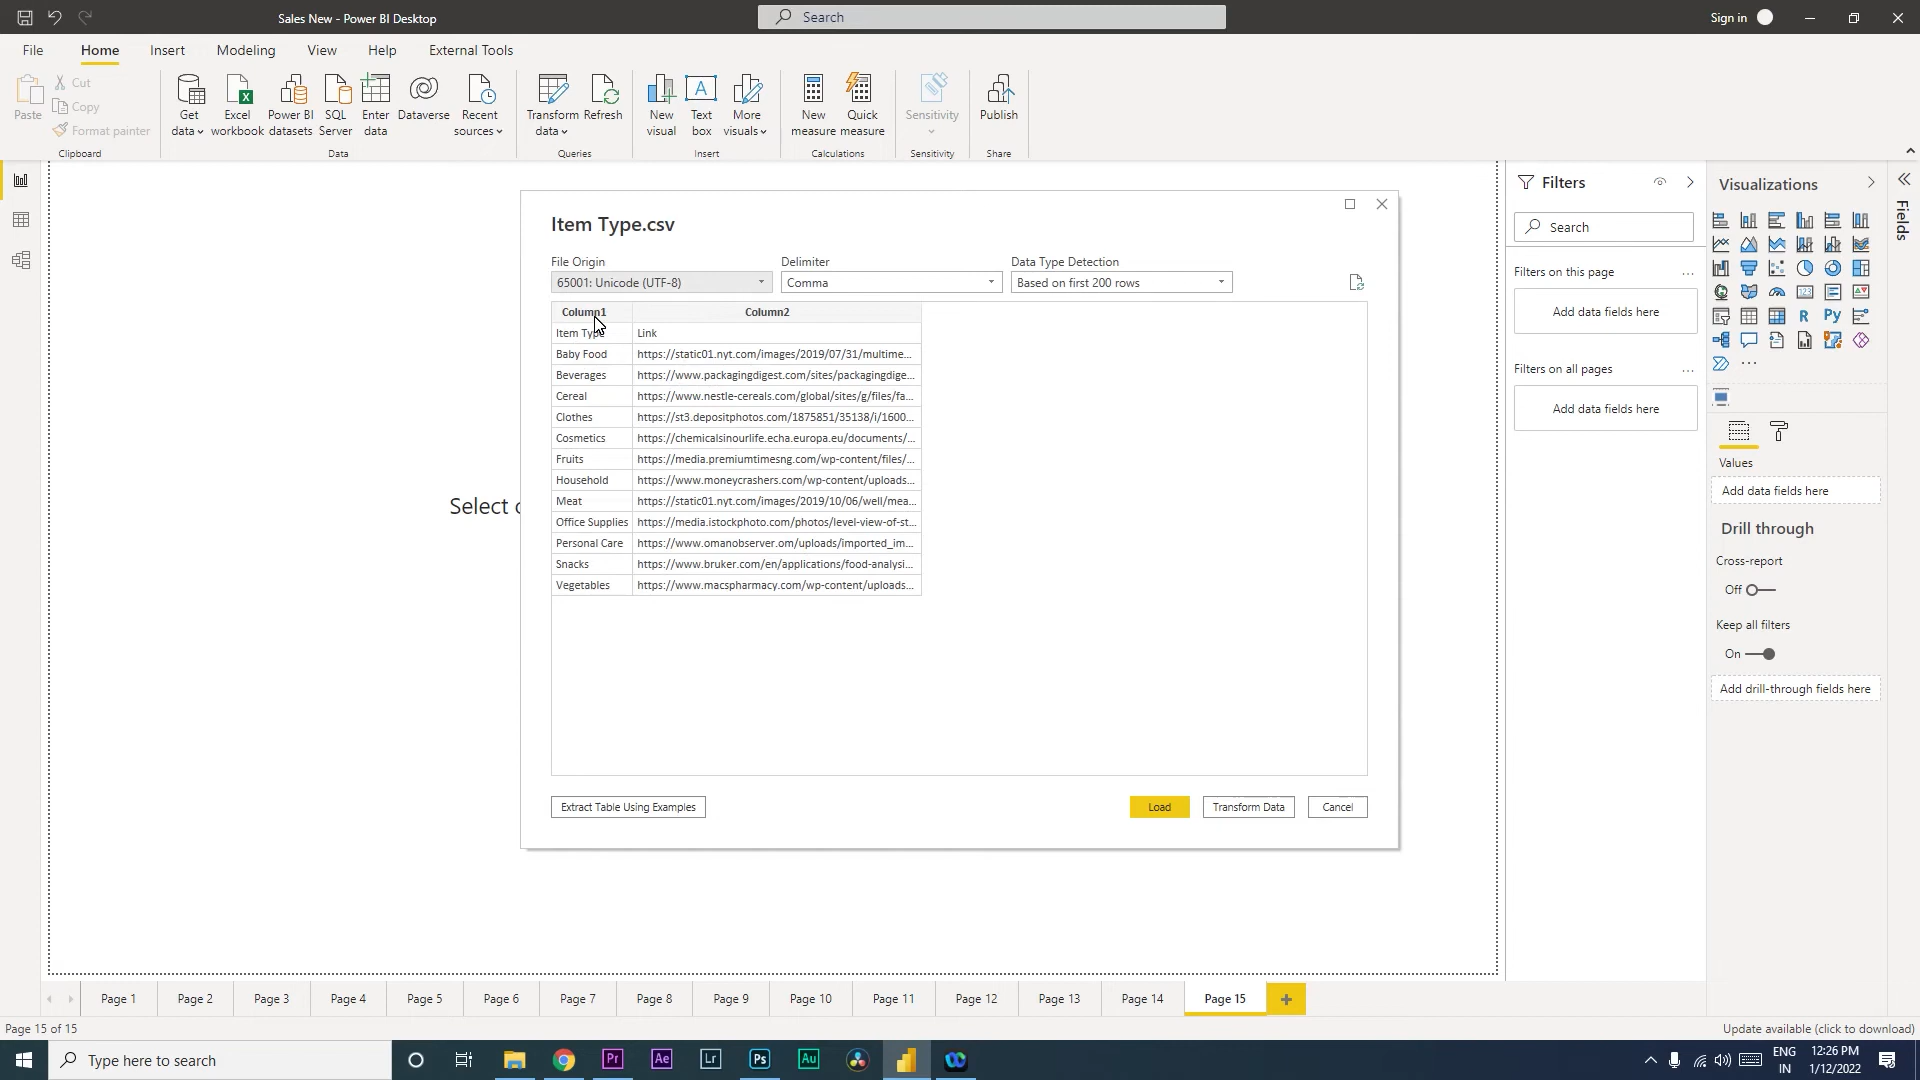 Sales New - Power BI Desktop
Search
Sign in
File
Home
Insert
Modeling
View
Help
External Tools
Paste
Cut
Copy
Format painter
Clipboard
Get data
Excel workbook
Power BI datasets
SQL Server
Enter data
Dataverse
Recent sources
Data
Transform data
Refresh
Queries
New visual
A
Text box
More visuals
Insert
New measure
Quick measure
Calculations
Sensitivity
Sensitivity
Publish
Share
Select
Item Type.csv
File Origin
Delimiter
Data Type Detection
65001: Unicode (UTF-8)
Comma
Based on first 200 rows
Column1 Column2
Item Type Link
Baby Food https://static01.nyt.com/images/2019/07/31/multime...
Beverages https://www.packagingdigest.com/sites/packagingdige...
Cereal https://www.nestle-cereals.com/global/sites/g/files/fa...
Clothes https://st3.depositphotos.com/1875851/35138/i/1600...
Cosmetics https://chemicalsinourlife.echa.europa.eu/documents/...
Fruits https://media.premiumtimesng.com/wp-content/files/...
Household https://www.moneycrashers.com/wp-content/uploads...
Meat https://static01.nyt.com/images/2019/10/06/well/mea...
Office Supplies https://media.istockphoto.com/photos/level-view-of-st...
Personal Care https://www.omanobserver.om/uploads/imported_im...
Snacks https://www.bruker.com/en/applications/food-analysi...
Vegetables https://www.macspharmacy.com/wp-content/uploads...
Extract Table Using Examples
Load
Transform Data
Cancel
Filters
Search
Filters on this page ...
Add data fields here
Filters on all pages ...
Add data fields here
Visualizations
R
Py
...
Values
Add data fields here
Drill through
Cross-report
Off
Keep all filters
On
Add drill-through fields here
Fields
Page 1
Page 2
Page 3
Page 4
Page 5
Page 6
Page 7
Page 8
Page 9
Page 10
Page 11
Page 12
Page 13
Page 14
Page 15
+
Page 15 of 15
Update available (click to download)
Type here to search
Pr
Ae
Lr
Ps
Au
ENG
IN
12:26 PM
1/12/2022